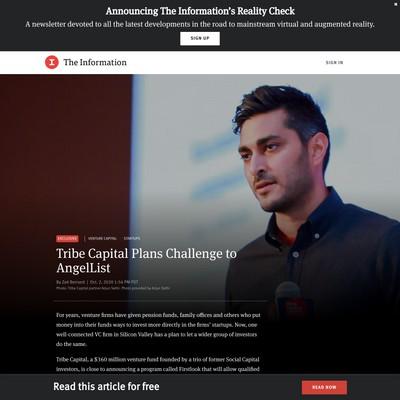 Announcing The Information's Reality Check
A newsletter devoted to all the latest developments in the road to mainstream virtual and augmented reality.
SIGN UP
The Information
SIGN IN
EXCLUSIVE | VENTURE CAPITAL STARTUPS
Tribe Capital Plans Challenge to
AngelList
By Zoë Bernard | Oct. 2, 2020 1:56 PM PDT
Photo: Tribe Capital partner Arjun Sethi. Photo provided by Arjun Sethi
For years, venture firms have given pension funds, family offices and others who put
money into their funds ways to invest more directly in the firms' startups. Now, one
well-connected VC firm in Silicon Valley has a plan to let a wider group of investors
do the same.
Tribe Capital, a $360 million venture fund founded by a trio of former Social Capital
investors, is close to announcing a program called Firstlook that will allow qualified
Read this article for free
READ NOW